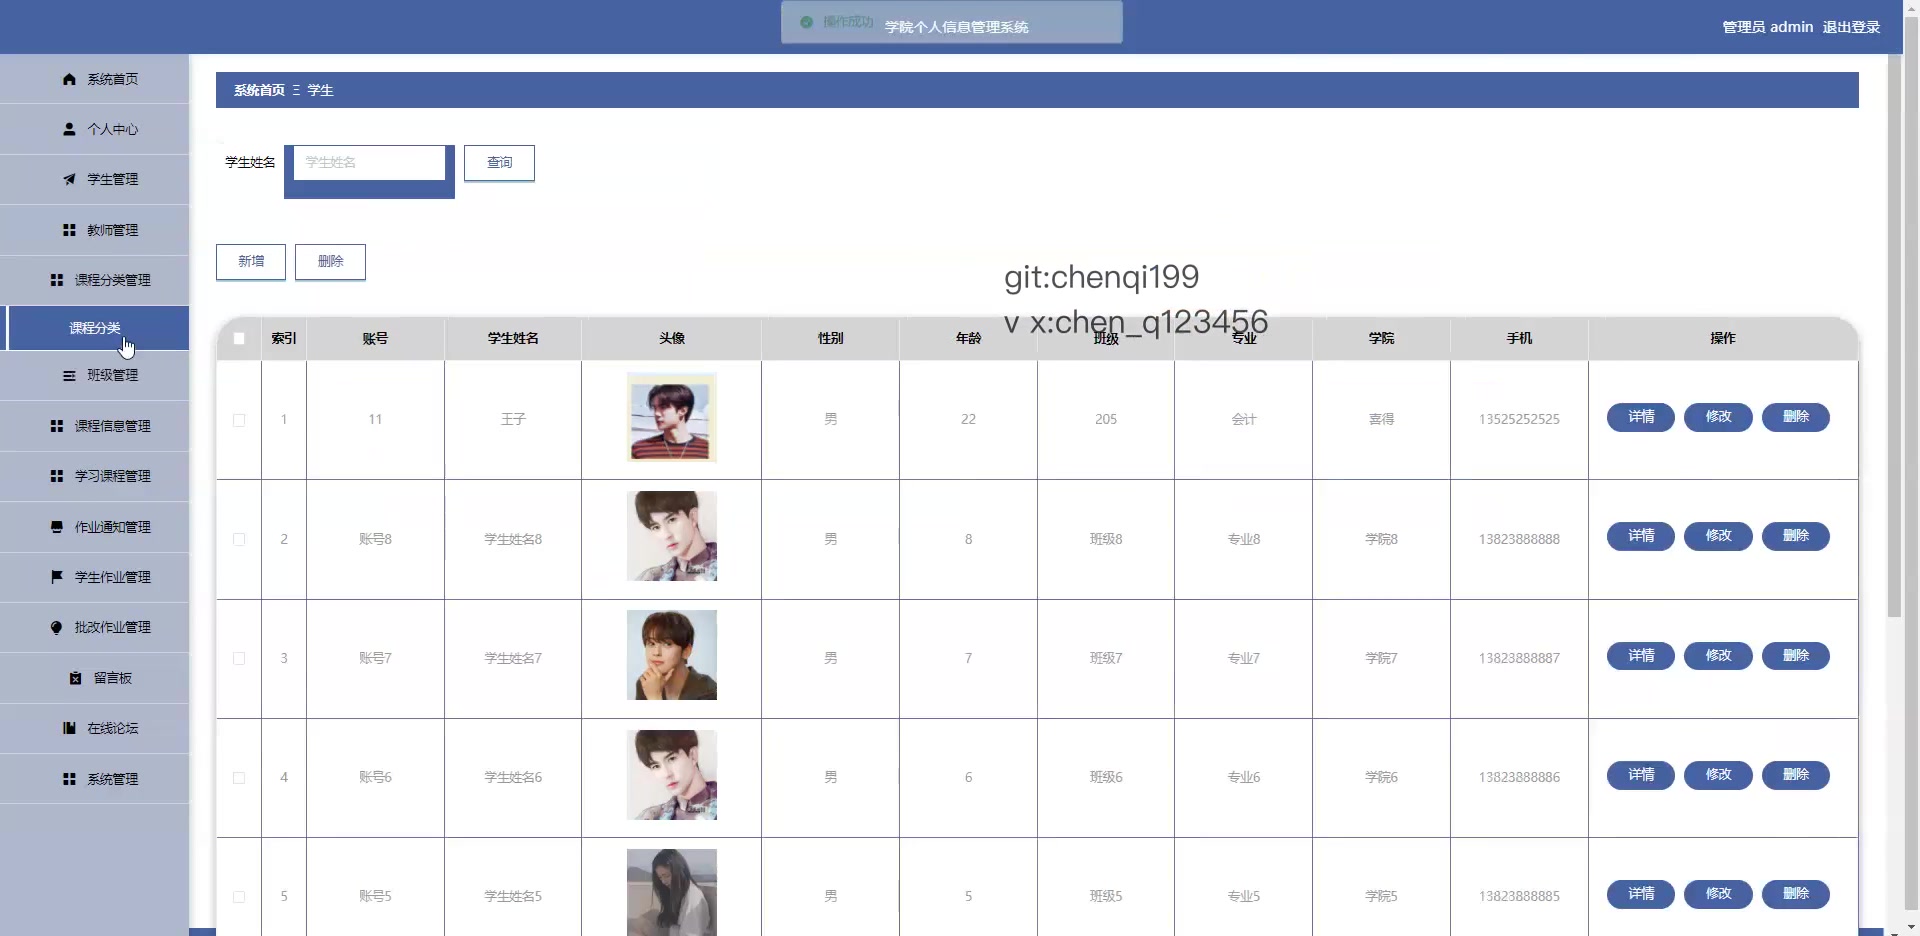 操作成功
学院个人信息管理系统
管理员 admin 退出登录
系统首页
个人中心
学生管理
教师管理
课程分类管理
课程分类
班级管理
课程信息管理
学习课程管理
作业通知管理
学生作业管理
批改作业管理
留言板
在线论坛
系统管理
系统首页 Ξ 学生
学生姓名 学生姓名 查询
新增 删除
git:chenqi199
v x:chen_q123456
索引 账号 学生姓名 头像 性别 年龄 班级 专业 学院 手机 操作
1 11 王子 男 22 205 会计 喜得 13525252525 详情 修改 删除
2 账号8 学生姓名8 男 8 班级8 专业8 学院8 13823888888 详情 修改 删除
3 账号7 学生姓名7 男 7 班级7 专业7 学院7 13823888887 详情 修改 删除
4 账号6 学生姓名6 男 6 班级6 专业6 学院6 13823888886 详情 修改 删除
5 账号5 学生姓名5 男 5 班级5 专业5 学院5 13823888885 详情 修改 删除